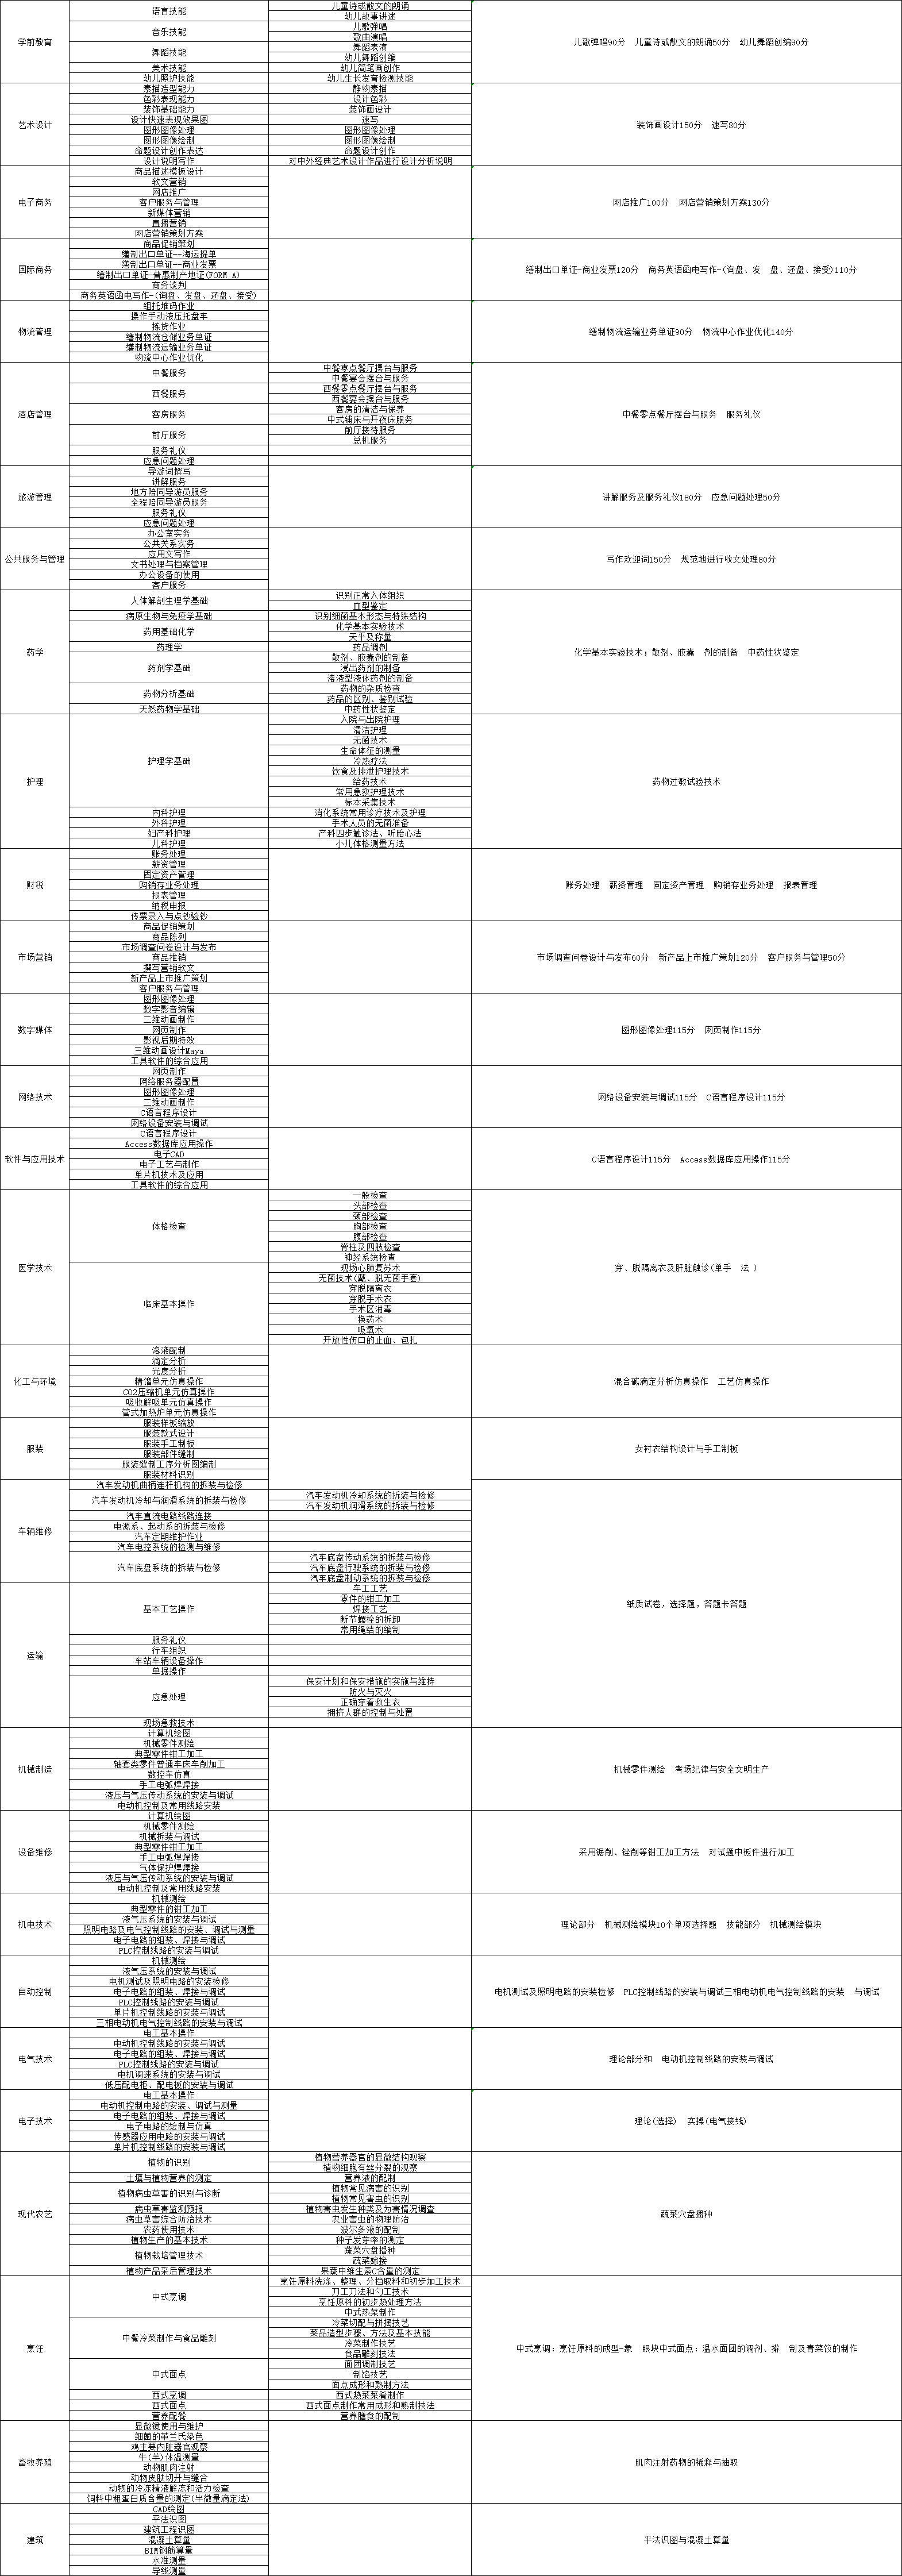 学前教育
语言技能
儿童诗或散文的朗诵
幼儿故事讲述
音乐技能
儿歌弹唱
歌曲演唱
舞蹈技能
舞蹈表演
幼儿舞蹈创编
美术技能
幼儿简笔画创作
幼儿照护技能
幼儿生长发育检测技能
儿歌弹唱90分 儿童诗或散文的朗诵50分 幼儿舞蹈创编90分
艺术设计
素描造型能力
静物素描
色彩表现能力
设计色彩
装饰基础能力
装饰画设计
设计快速表现效果图
速写
图形图像处理
图形图像处理
图形图像绘制
图形图像绘制
命题设计创作表达
命题设计创作
设计说明写作
对中外经典艺术设计作品进行设计分析说明
装饰画设计150分 速写80分
电子商务
商品描述模板设计
软文营销
网店推广
客户服务与管理
新媒体营销
直播营销
网店营销策划方案
网店推广100分 网店营销策划方案130分
国际商务
商品促销策划
缮制出口单证--海运提单
缮制出口单证--商业发票
缮制出口单证-普惠制产地证(FORM A)
商务谈判
商务英语函电写作-(询盘、发盘、还盘、接受)
缮制出口单证-商业发票120分 商务英语函电写作-(询盘、发 盘、还盘、接受)110分
物流管理
组托堆码作业
操作手动液压托盘车
拣货作业
缮制物流仓储业务单证
缮制物流运输业务单证
物流中心作业优化
缮制物流运输业务单证90分 物流中心作业优化140分
酒店管理
中餐服务
中餐零点餐厅摆台与服务
中餐宴会摆台与服务
西餐服务
西餐零点餐厅摆台与服务
西餐宴会摆台与服务
客房服务
客房的清洁与保养
中式铺床与开夜床服务
前厅服务
前厅接待服务
总机服务
服务礼仪
应急问题处理
中餐零点餐厅摆台与服务 服务礼仪
旅游管理
导游词撰写
讲解服务
地方陪同导游员服务
全程陪同导游员服务
服务礼仪
应急问题处理
讲解服务及服务礼仪180分 应急问题处理50分
公共服务与管理
办公室实务
公共关系实务
应用文写作
文书处理与档案管理
办公设备的使用
客户服务
写作欢迎词150分 规范地进行收文处理80分
药学
人体解剖生理学基础
识别正常人体组织
血型鉴定
病原生物与免疫学基础
识别细菌基本形态与特殊结构
药用基础化学
化学基本实验技术
天平及称量
药理学
药品调剂
药剂学基础
散剂、胶囊剂的制备
浸出药剂的制备
溶液型液体药剂的制备
药物分析基础
药物的杂质检查
药品的区别、鉴别试验
天然药物学基础
中药性状鉴定
化学基本实验技术；散剂、胶囊 剂的制备 中药性状鉴定
护理
护理学基础
入院与出院护理
清洁护理
无菌技术
生命体征的测量
冷热疗法
饮食及排泄护理技术
给药技术
常用急救护理技术
标本采集技术
内科护理
消化系统常用诊疗技术及护理
外科护理
手术人员的无菌准备
妇产科护理
产科四步触诊法、听胎心法
儿科护理
小儿体格测量方法
药物过敏试验技术
财税
账务处理
薪资管理
固定资产管理
购销存业务处理
报表管理
纳税申报
传票录入与点钞验钞
账务处理 薪资管理 固定资产管理 购销存业务处理 报表管理
市场营销
商品促销策划
商品陈列
市场调查问卷设计与发布
商品推销
撰写营销软文
新产品上市推广策划
客户服务与管理
市场调查问卷设计与发布60分 新产品上市推广策划120分 客户服务与管理50分
数字媒体
图形图像处理
数字影音编辑
二维动画制作
网页制作
影视后期特效
三维动画设计Maya
工具软件的综合应用
图形图像处理115分 网页制作115分
网络技术
网页制作
网络服务器配置
图形图像处理
二维动画制作
C语言程序设计
网络设备安装与调试
网络设备安装与调试115分 C语言程序设计115分
软件与应用技术
C语言程序设计
Access数据库应用操作
电子CAD
电子工艺与制作
单片机技术及应用
工具软件的综合应用
C语言程序设计115分 Access数据库应用操作115分
医学技术
体格检查
一般检查
头部检查
颈部检查
胸部检查
腹部检查
脊柱及四肢检查
神经系统检查
临床基本操作
现场心肺复苏术
无菌技术(戴、脱无菌手套)
穿脱隔离衣
穿脱手术衣
手术区消毒
换药术
吸氧术
开放性伤口的止血、包扎
穿、脱隔离衣及肝脏触诊(单手 法 )
化工与环境
溶液配制
滴定分析
光度分析
精馏单元仿真操作
CO2压缩机单元仿真操作
吸收解吸单元仿真操作
管式加热炉单元仿真操作
混合碱滴定分析仿真操作 工艺仿真操作
服装
服装样板缩放
服装款式设计
服装手工制板
服装部件缝制
服装缝制工序分析图编制
服装材料识别
女衬衣结构设计与手工制板
车辆维修
汽车发动机曲柄连杆机构的拆装与检修
汽车发动机冷却与润滑系统的拆装与检修
汽车发动机冷却系统的拆装与检修
汽车发动机润滑系统的拆装与检修
汽车直流电路线路连接
电源系、起动系的拆装与检修
汽车定期维护作业
汽车电控系统的检测与维修
汽车底盘系统的拆装与检修
汽车底盘传动系统的拆装与检修
汽车底盘行驶系统的拆装与检修
汽车底盘制动系统的拆装与检修
纸质试卷，选择题，答题卡答题
运输
基本工艺操作
车工工艺
零件的钳工加工
焊接工艺
断节螺栓的拆卸
常用绳结的编制
服务礼仪
行车组织
车站车辆设备操作
单据操作
应急处理
保安计划和保安措施的实施与维持
防火与灭火
正确穿着救生衣
拥挤人群的控制与处置
现场急救技术
机械制造
计算机绘图
机械零件测绘
典型零件钳工加工
轴套类零件普通车床车削加工
数控车仿真
手工电弧焊焊接
液压与气压传动系统的安装与调试
电动机控制及常用线路安装
机械零件测绘 考场纪律与安全文明生产
设备维修
计算机绘图
机械零件测绘
机械拆装与调试
典型零件钳工加工
手工电弧焊焊接
气体保护焊焊接
液压与气压传动系统的安装与调试
电动机控制及常用线路安装
采用锯削、锉削等钳工加工方法 对试题中板件进行加工
机电技术
机械测绘
典型零件的钳工加工
液气压系统的安装与调试
照明电路及电气控制线路的安装、调试与测量
电子电路的组装、焊接与调试
PLC控制线路的安装与调试
理论部分 机械测绘模块10个单项选择题 技能部分 机械测绘模块
自动控制
机械测绘
液气压系统的安装与调试
电机测试及照明电路的安装检修
电子电路的组装、焊接与调试
PLC控制线路的安装与调试
单片机控制线路的安装与调试
三相电动机电气控制线路的安装与调试
电机测试及照明电路的安装检修 PLC控制线路的安装与调试三相电动机电气控制线路的安装 与调试
电气技术
电工基本操作
电动机控制线路的安装与调试
电子电路的组装、焊接与调试
PLC控制线路的安装与调试
电机调速系统的安装与调试
低压配电柜、配电板的安装与调试
理论部分和 电动机控制线路的安装与调试
电子技术
电工基本操作
电动机控制电路的安装、调试与测量
电子电路的组装、焊接与调试
电子电路的绘制与仿真
传感器应用电路的安装与调试
单片机控制线路的安装与调试
理论(选择) 实操(电气接线)
现代农艺
植物的识别
植物营养器官的显微结构观察
植物细胞有丝分裂的观察
土壤与植物营养的测定
营养液的配制
植物病虫草害的识别与诊断
植物常见病害的识别
植物常见害虫的识别
病虫草害监测预报
植物害虫发生种类及为害情况调查
病虫草害综合防治技术
农业害虫的物理防治
农药使用技术
波尔多液的配制
植物生产的基本技术
种子发芽率的测定
植物栽培管理技术
蔬菜穴盘播种
蔬菜嫁接
植物产品采后管理技术
果蔬中维生素C含量的测定
蔬菜穴盘播种
烹饪
中式烹调
烹饪原料洗涤、整理、分档取料和初步加工技术
刀工刀法和勺工技术
烹饪原料的初步热处理方法
中式热菜制作
中餐冷菜制作与食品雕刻
冷菜切配与拼摆技艺
菜品造型步骤、方法及基本技能
冷菜制作技艺
食品雕刻技法
中式面点
面团调制技艺
制馅技艺
面点成形和熟制方法
西式烹调
西式热菜菜肴制作
西式面点
西式面点制作常用成形和熟制技法
营养配餐
营养膳食的配制
中式烹调：烹饪原料的成型-象 眼块中式面点：温水面团的调剂、擀 制及青菜饺的制作
畜牧养殖
显微镜使用与维护
细菌的革兰氏染色
鸡主要内脏器官观察
牛(羊)体温测量
动物肌肉注射
动物皮肤切开与缝合
动物的冷冻精液解冻和活力检查
饲料中粗蛋白质含量的测定(半微量滴定法)
肌肉注射药物的稀释与抽取
建筑
CAD绘图
平法识图
建筑工程识图
混凝土算量
BIM钢筋算量
水准测量
导线测量
平法识图与混凝土算量